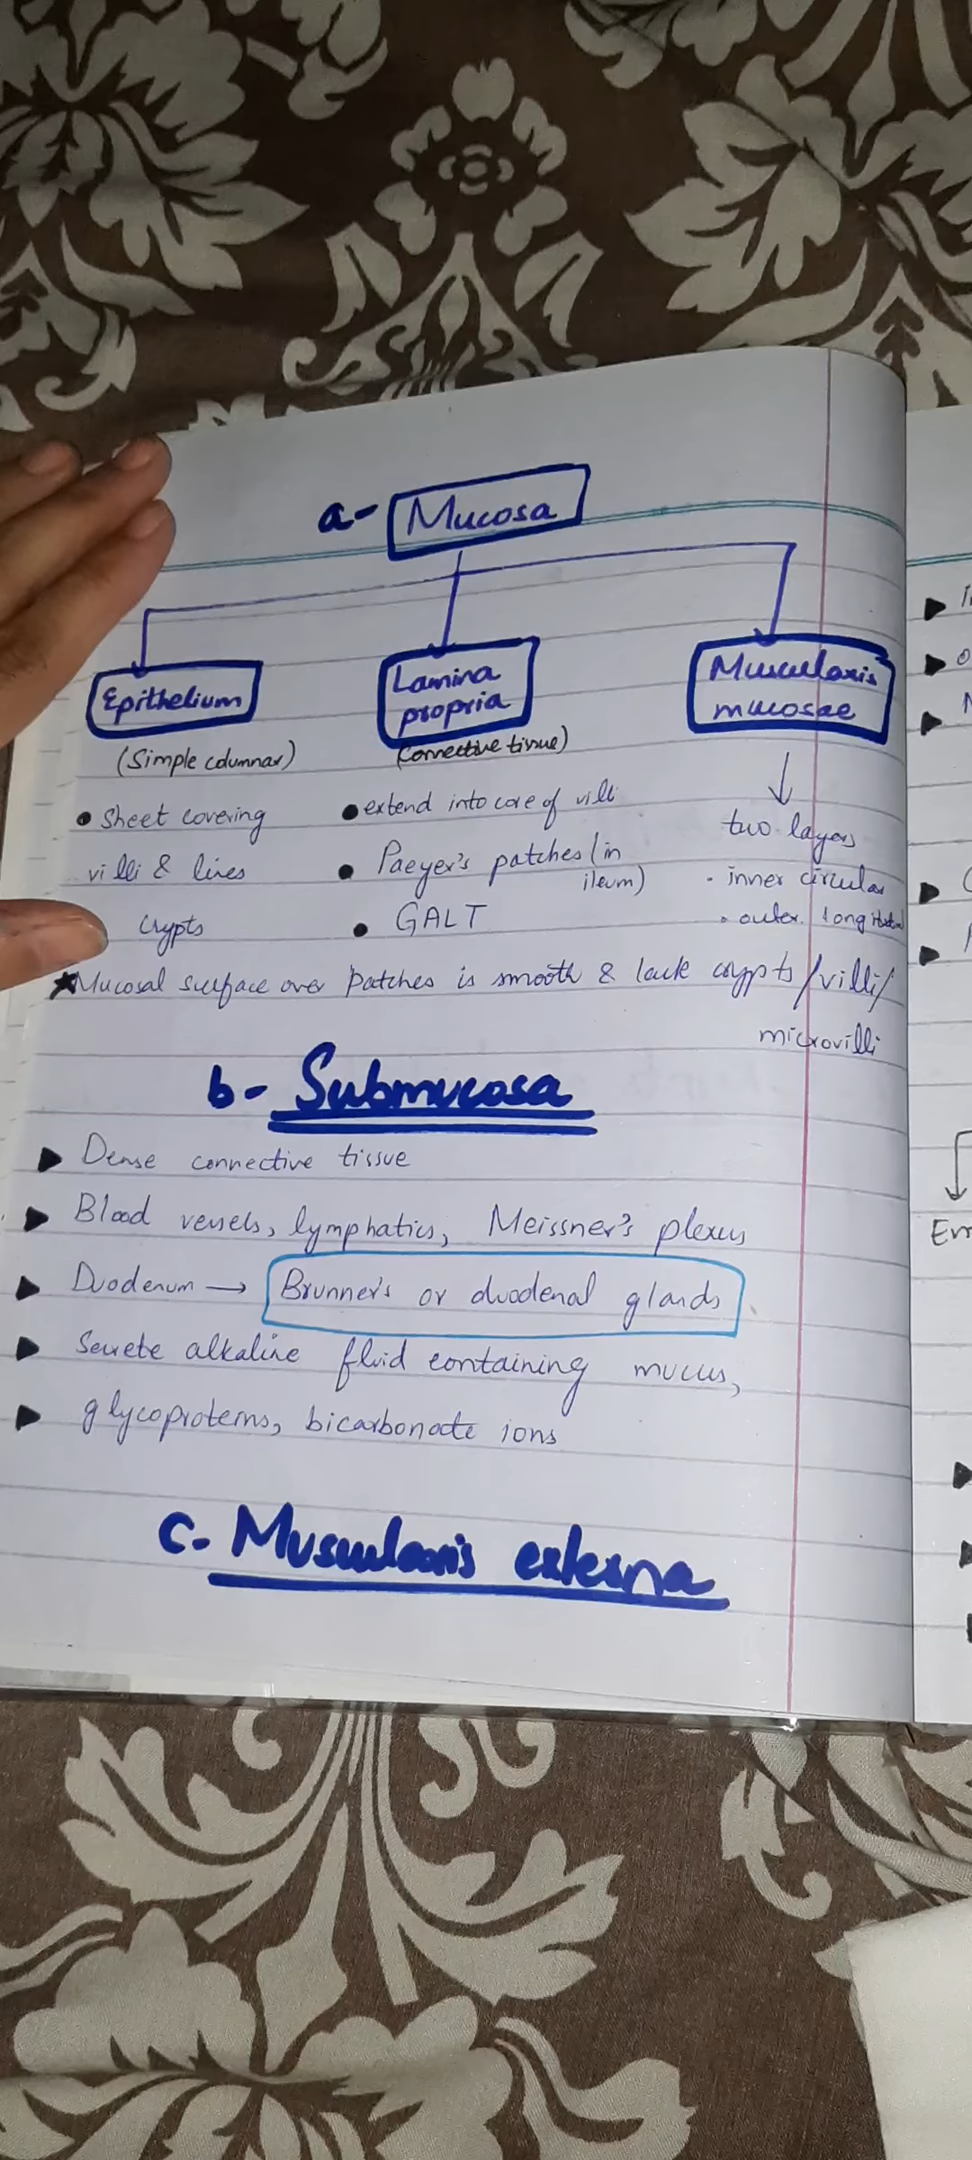 a- Mucosa
Epithelium
(Simple columnar)
• Sheet covering
villi & lines
crypts
Lamina
propria
(connective tissue)
• extend into core of villi
• Paeyer's patches (in
ileum)
• GALT
Muscularis
mucosae
↓
two layers
· inner circular
· outer longitudinal
★ Mucosal surface over patches is smooth & lack crypts/villi/
microvilli
b- Submucosa
▶ Dense connective tissue
▶ Blood vessels, lymphatics, Meissner's plexus
▶ Duodenum → Brunner's or duodenal glands
▶ Secrete alkaline fluid containing mucus,
▶ glycoproteins, bicarbonate ions
c. Muscularis externa